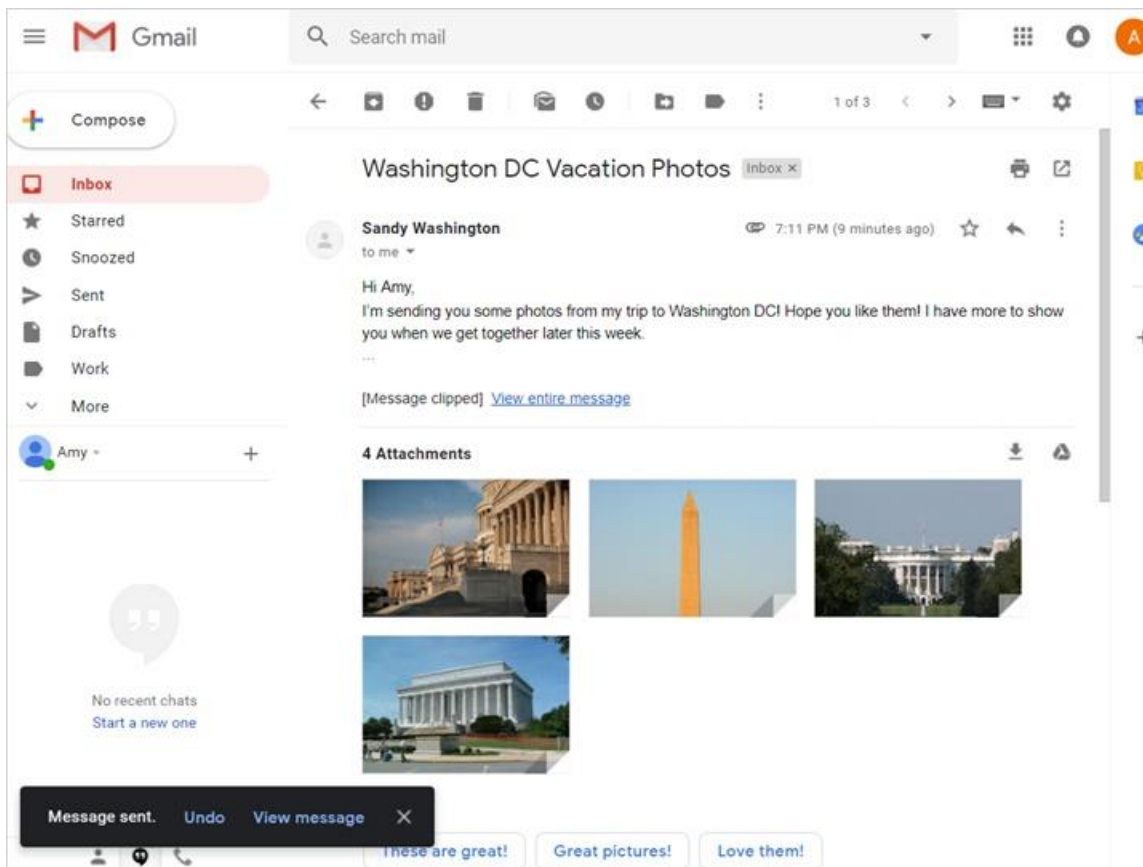 Gmail
Search mail
A
Compose
1 of 3
Inbox
Starred
Snoozed
Sent
Drafts
Work
More
Amy
No recent chats
Start a new one
Washington DC Vacation Photos Inbox ×
Sandy Washington 7:11 PM (9 minutes ago)
to me
Hi Amy,
I'm sending you some photos from my trip to Washington DC! Hope you like them! I have more to show
you when we get together later this week.
...
[Message clipped] View entire message
4 Attachments
Message sent. Undo View message
These are great! Great pictures! Love them!